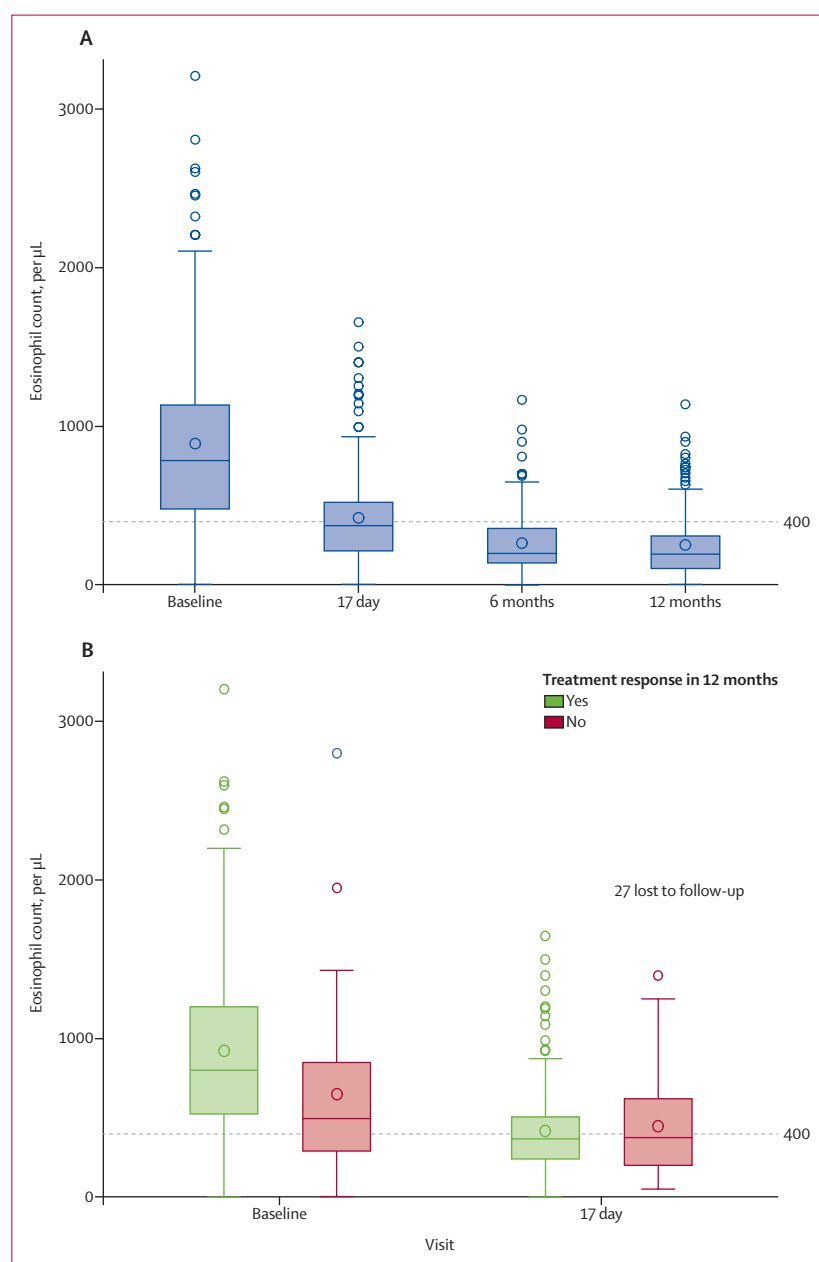 A
Eosinophil count, per µL
3000
2000
1000
400
0
Baseline
17 day
6 months
12 months
B
Treatment response in 12 months
Yes
No
Eosinophil count, per µL
3000
2000
27 lost to follow-up
1000
400
0
Baseline
17 day
Visit